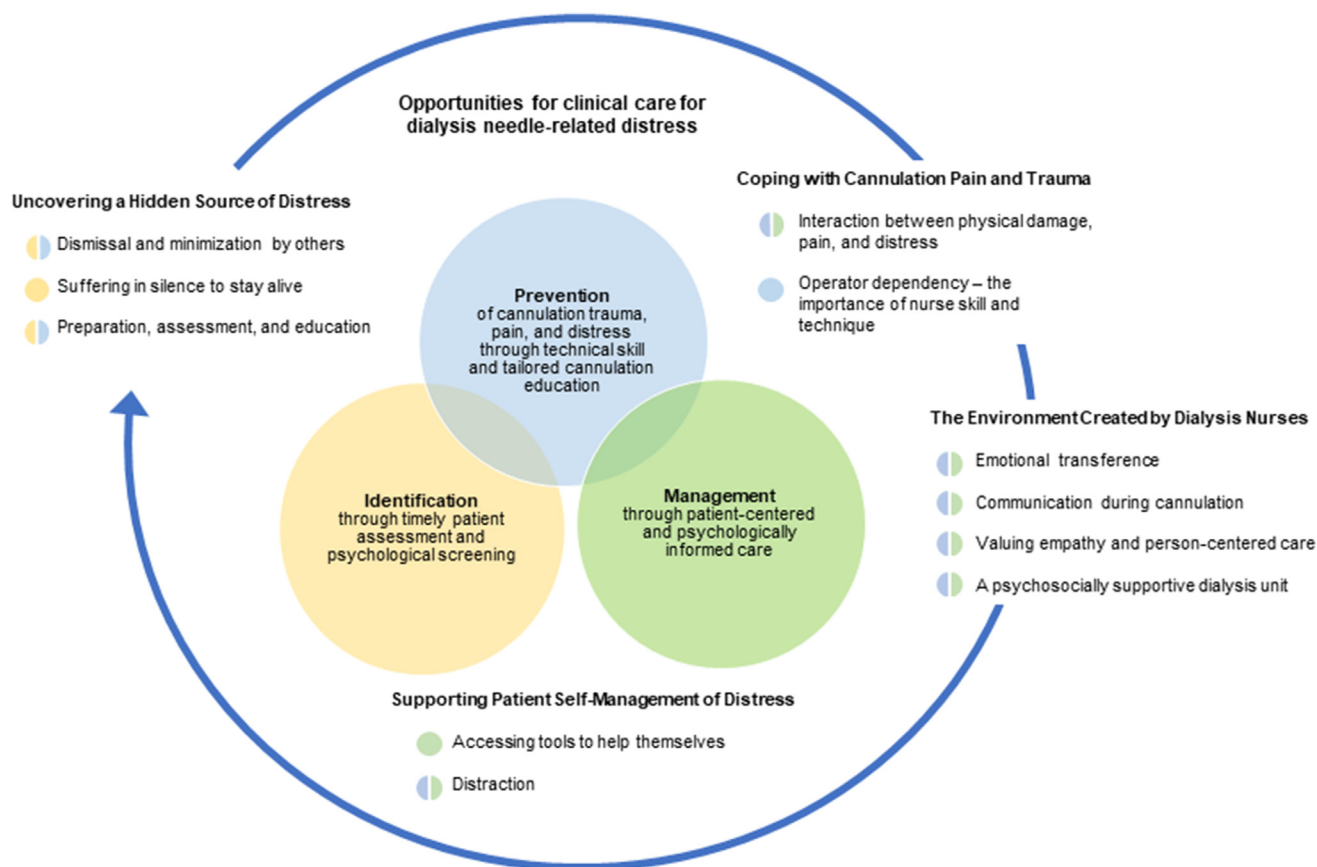 Opportunities for clinical care for
dialysis needle-related distress
Uncovering a Hidden Source of Distress
Dismissal and minimization by others
Suffering in silence to stay alive
Preparation, assessment, and education
Coping with Cannulation Pain and Trauma
Interaction between physical damage,
pain, and distress
Operator dependency – the
importance of nurse skill and
technique
Prevention
of cannulation trauma,
pain, and distress
through technical skill
and tailored cannulation
education
Identification
through timely patient
assessment and
psychological screening
Management
through patient-centered
and psychologically
informed care
The Environment Created by Dialysis Nurses
Emotional transference
Communication during cannulation
Valuing empathy and person-centered care
A psychosocially supportive dialysis unit
Supporting Patient Self-Management of Distress
Accessing tools to help themselves
Distraction